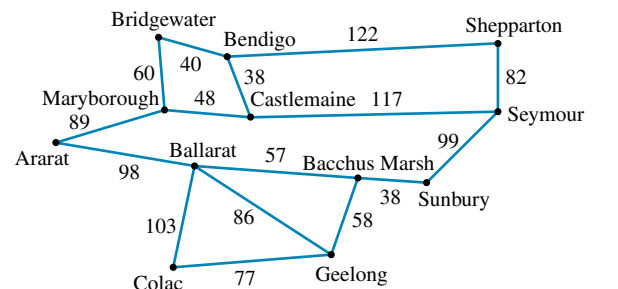 Bridgewater
Shepparton
122
Bendigo
40
60
38
82
Maryborough
48
Castlemaine
117
Seymour
89
Ararat
Ballarat
57
Bacchus Marsh
99
98
38
Sunbury
86
58
103
Colac
77
Geelong